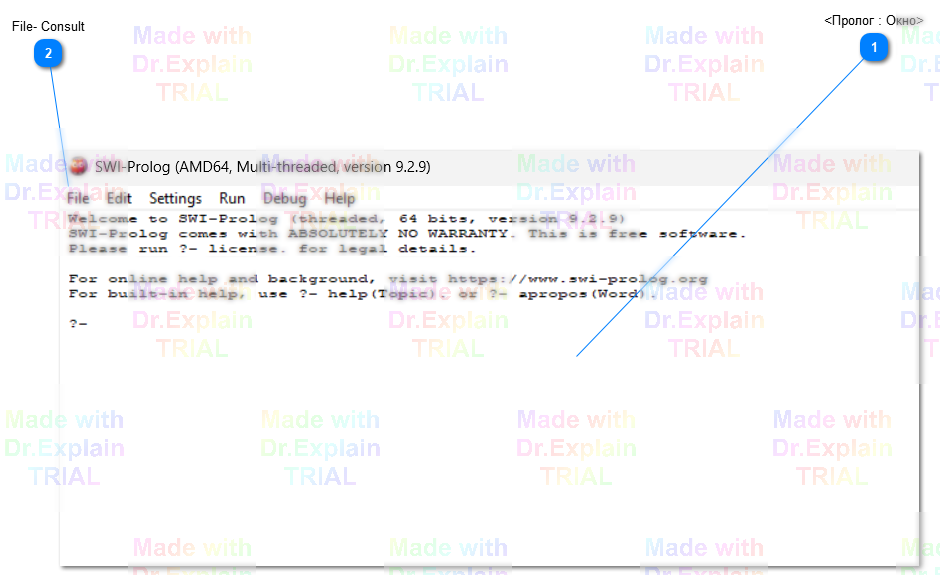 File- Consult
<Пролог : Окно>
2
1
Made with Dr.Explain TRIAL
SWI-Prolog (AMD64, Multi-threaded, version 9.2.9)
File Edit Settings Run Debug Help
Welcome to SWI-Prolog (threaded, 64 bits, version 9.2.9)
SWI-Prolog comes with ABSOLUTELY NO WARRANTY. This is free software.
Please run ?- license. for legal details.
For online help and background, visit https://www.swi-prolog.org
For built-in help, use ?- help(Topic). or ?- apropos(Word).
?-